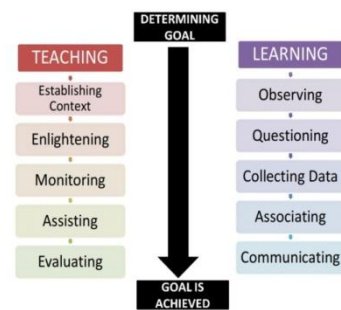 DETERMINING
GOAL
TEACHING
Establishing
Context
Enlightening
Monitoring
Assisting
Evaluating
LEARNING
Observing
Questioning
Collecting Data
Associating
Communicating
GOAL IS
ACHIEVED